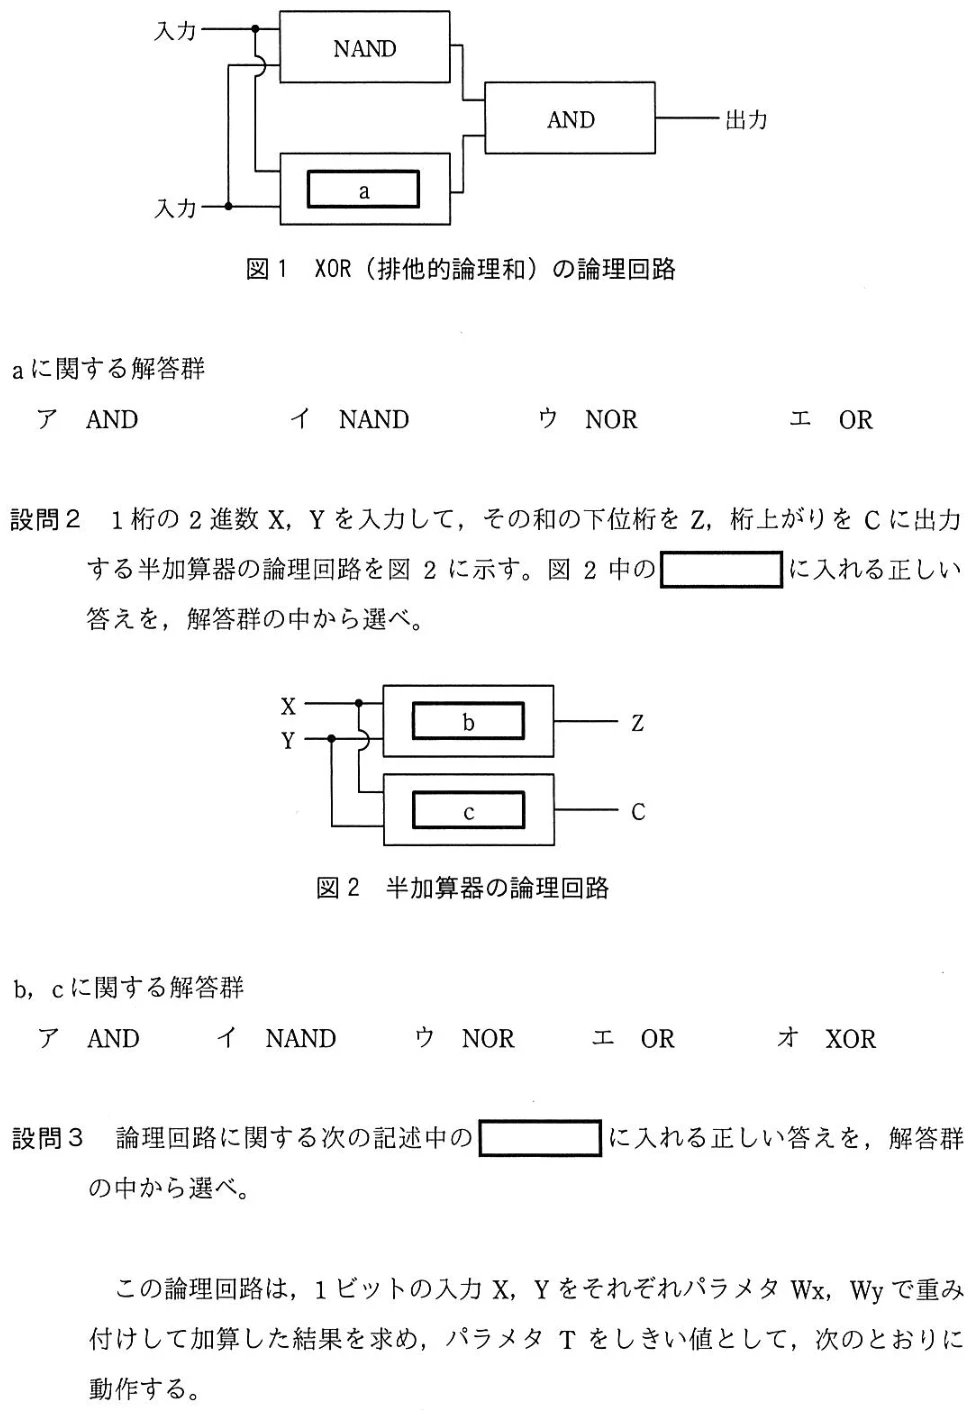 入力
NAND
AND
出力
a
入力
図1 XOR（排他的論理和）の論理回路
aに関する解答群
ア AND イ NAND ウ NOR エ OR
設問2 1桁の2進数X，Yを入力して，その和の下位桁をZ，桁上がりをCに出力
する半加算器の論理回路を図2に示す。図2中の に入れる正しい
答えを，解答群の中から選べ。
X
b
Z
Y
c
C
図2 半加算器の論理回路
b，cに関する解答群
ア AND イ NAND ウ NOR エ OR オ XOR
設問3 論理回路に関する次の記述中の に入れる正しい答えを，解答群
の中から選べ。
この論理回路は，1ビットの入力X，YをそれぞれパラメタWx，Wyで重み
付けして加算した結果を求め，パラメタTをしきい値として，次のとおりに
動作する。